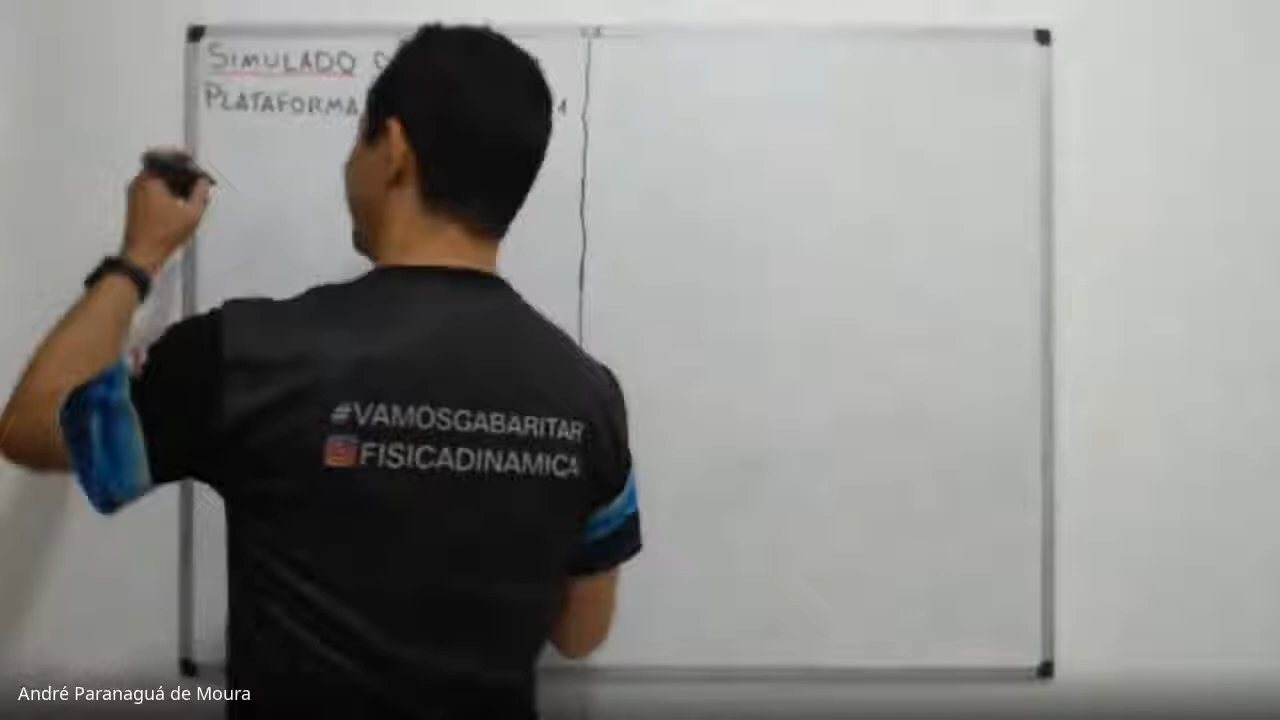 SIMULADO
PLATAFORMA
#VAMOSGABARITAR
FISICADINAMICA
André Paranaguá de Moura